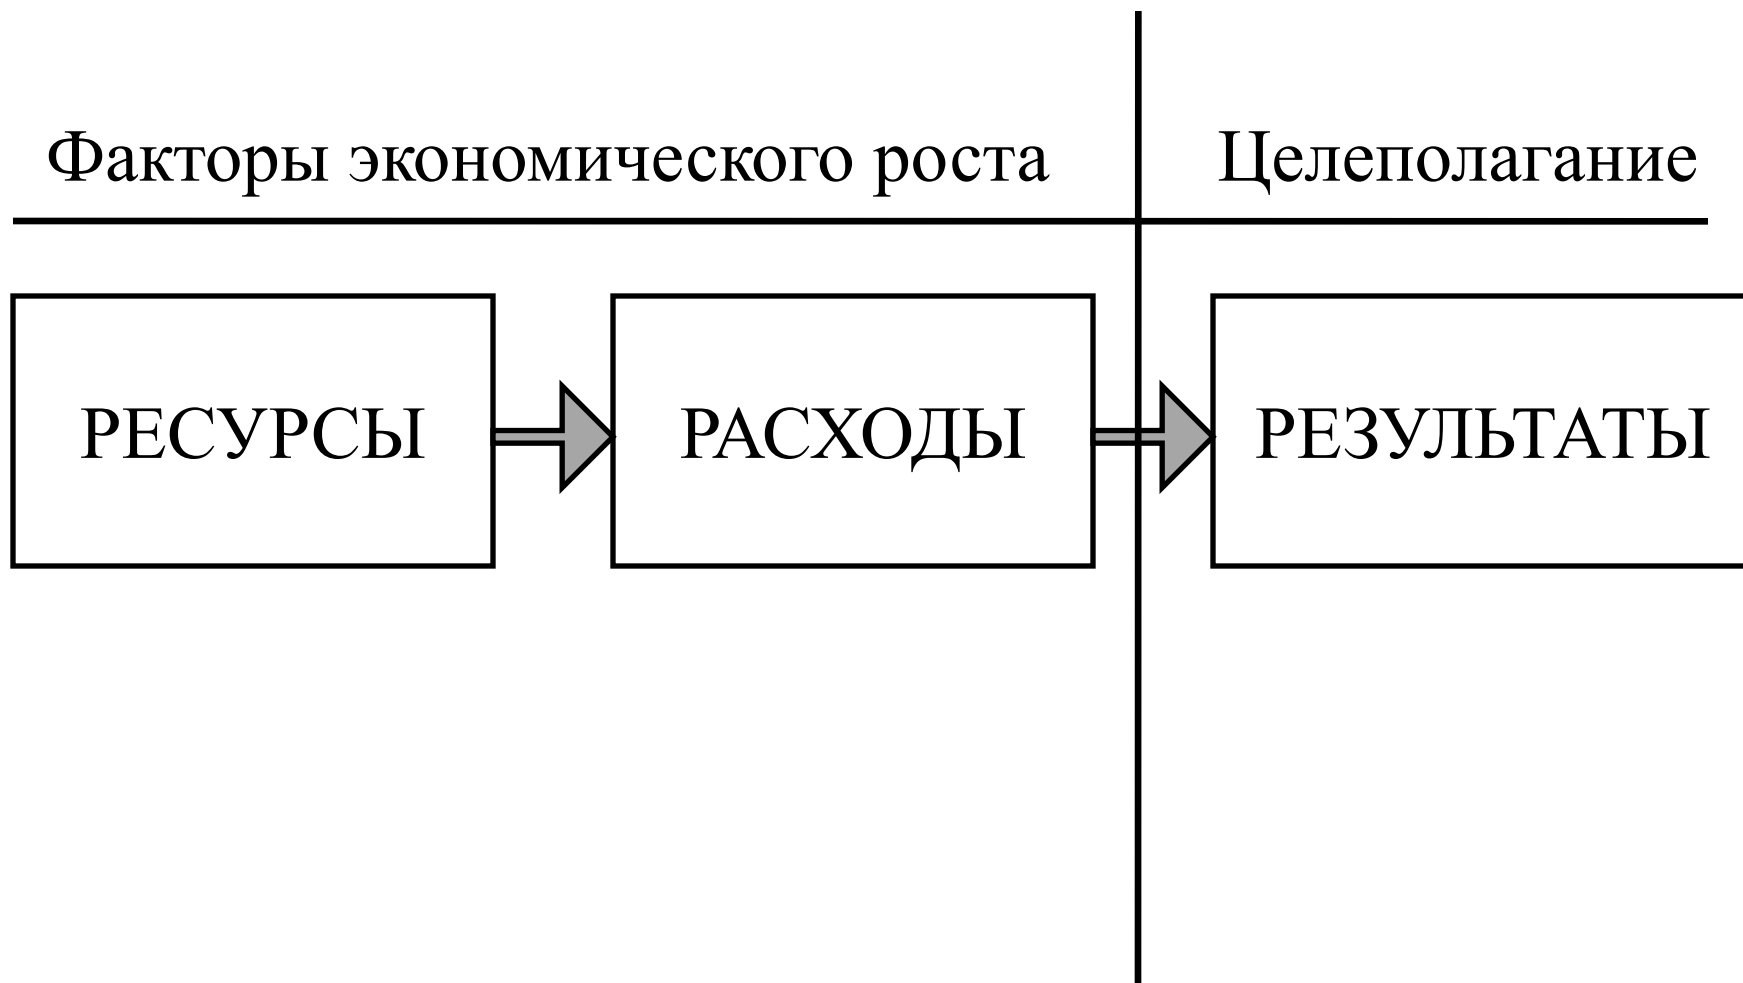 Факторы экономического роста
Целеполагание
РЕСУРСЫ
РАСХОДЫ
РЕЗУЛЬТАТЫ